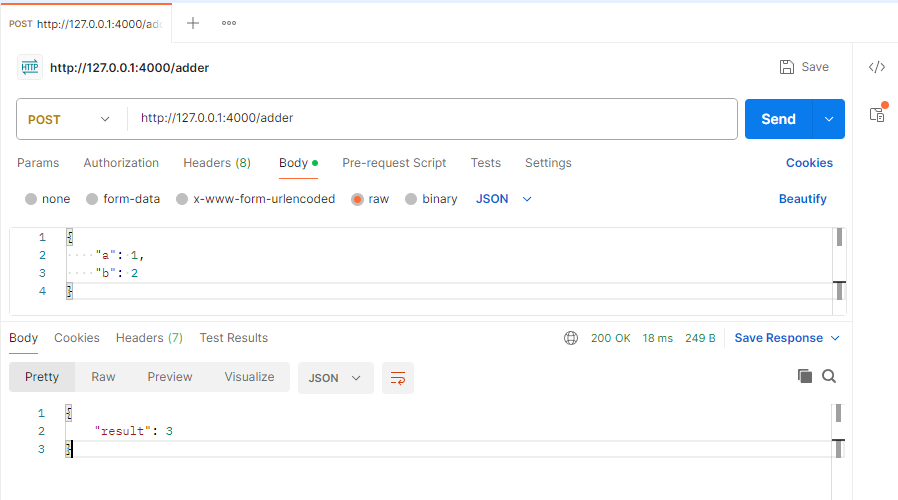 POST http://127.0.0.1:4000/add
HTTP http://127.0.0.1:4000/adder Save
POST http://127.0.0.1:4000/adder Send
Params Authorization Headers (8) Body Pre-request Script Tests Settings Cookies
none form-data x-www-form-urlencoded raw binary JSON Beautify
1 {
2 "a": 1,
3 "b": 2
4 }
Body Cookies Headers (7) Test Results 200 OK 18 ms 249 B Save Response
Pretty Raw Preview Visualize JSON
1 {
2 "result": 3
3 }